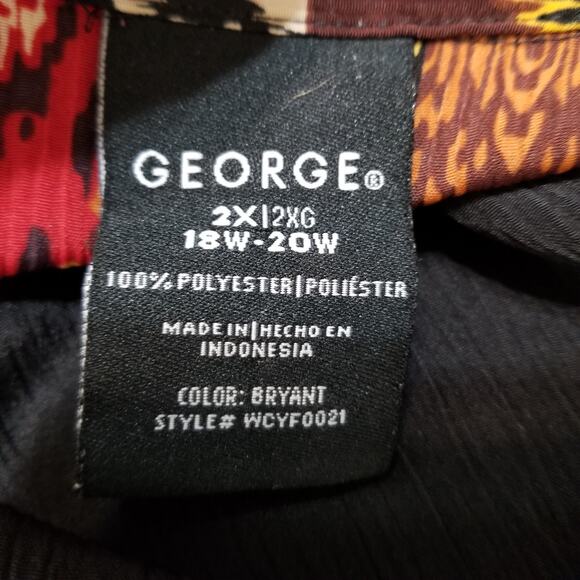 GEORGE®
2X|2XG
18W-20W
100% POLYESTER|POLIÉSTER
MADE IN|HECHO EN
INDONESIA
COLOR: BRYANT
STYLE# WCYF0021